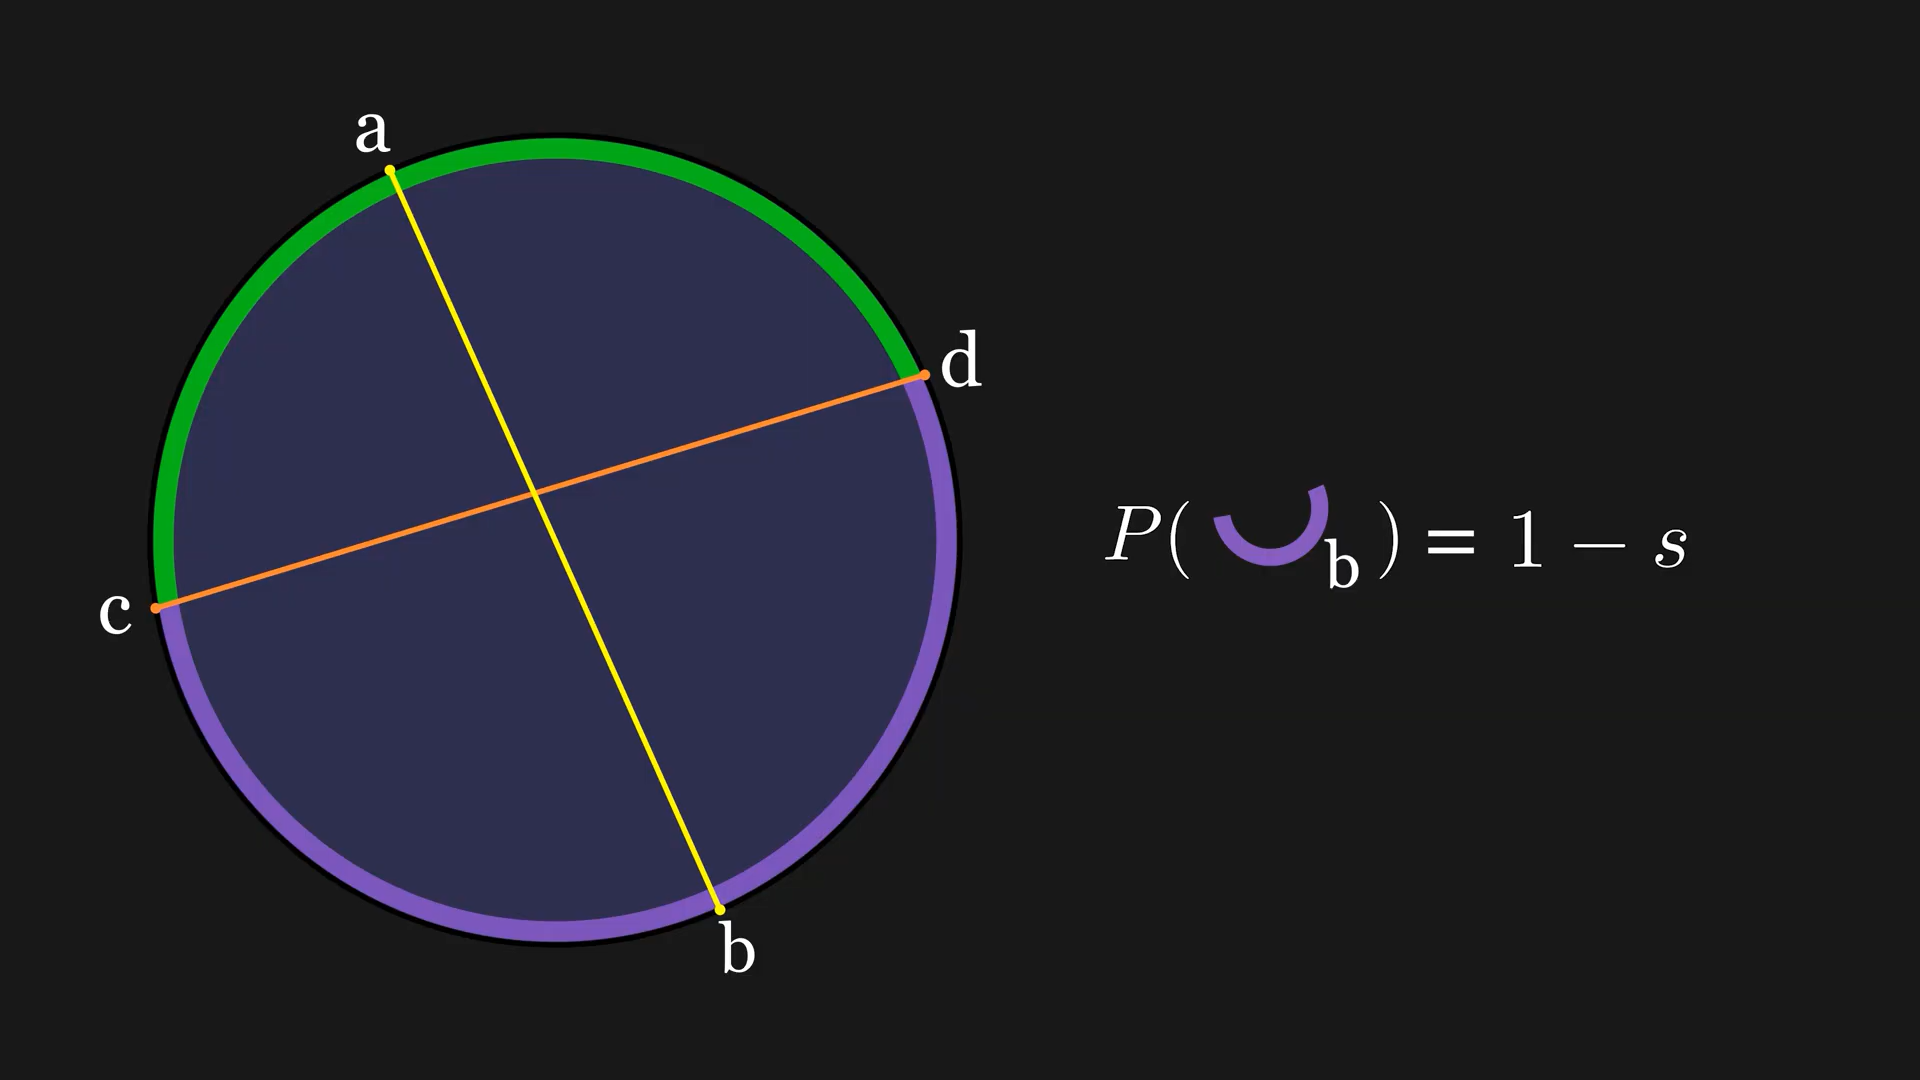 a
d
c
b
P( b ) = 1 − s